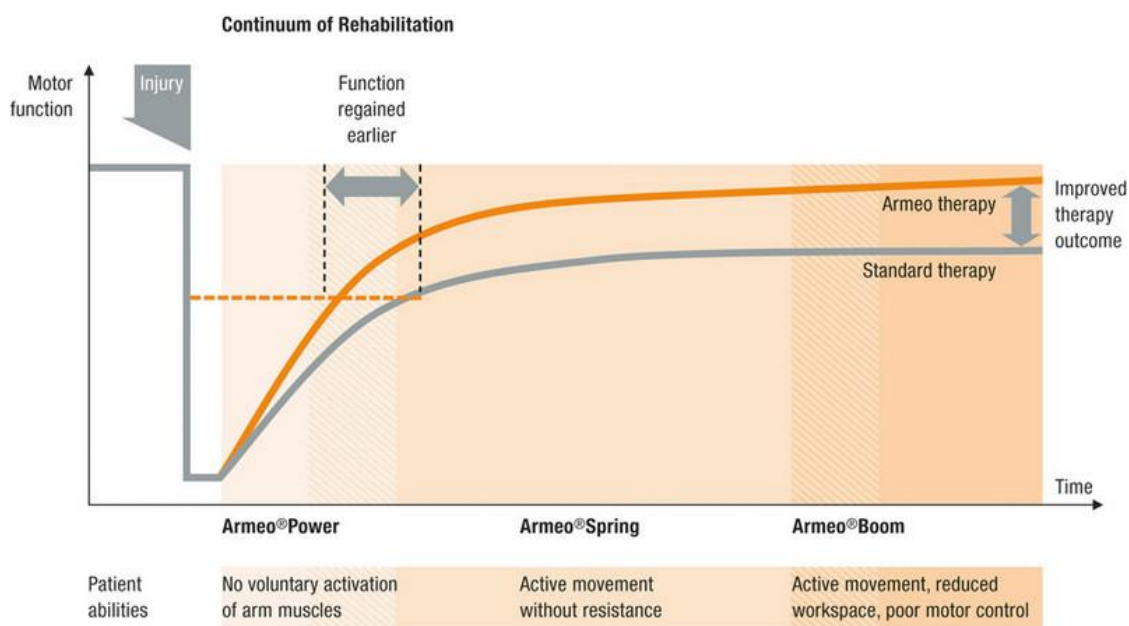 Continuum of Rehabilitation
Motor
function
Injury
Function
regained
earlier
Armeo therapy
Standard therapy
Improved
therapy
outcome
Time
Armeo®Power
Armeo®Spring
Armeo®Boom
Patient
abilities
No voluntary activation
of arm muscles
Active movement
without resistance
Active movement, reduced
workspace, poor motor control